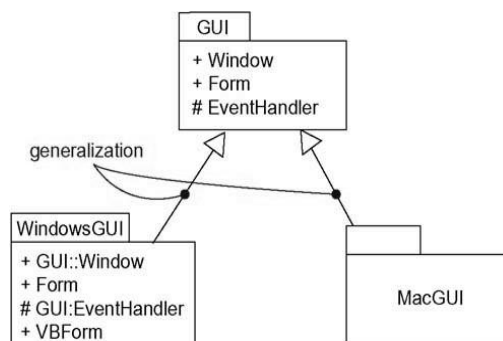 GUI
+ Window
+ Form
# EventHandler
generalization
WindowsGUI
+ GUI::Window
+ Form
# GUI:EventHandler
+ VBForm
MacGUI